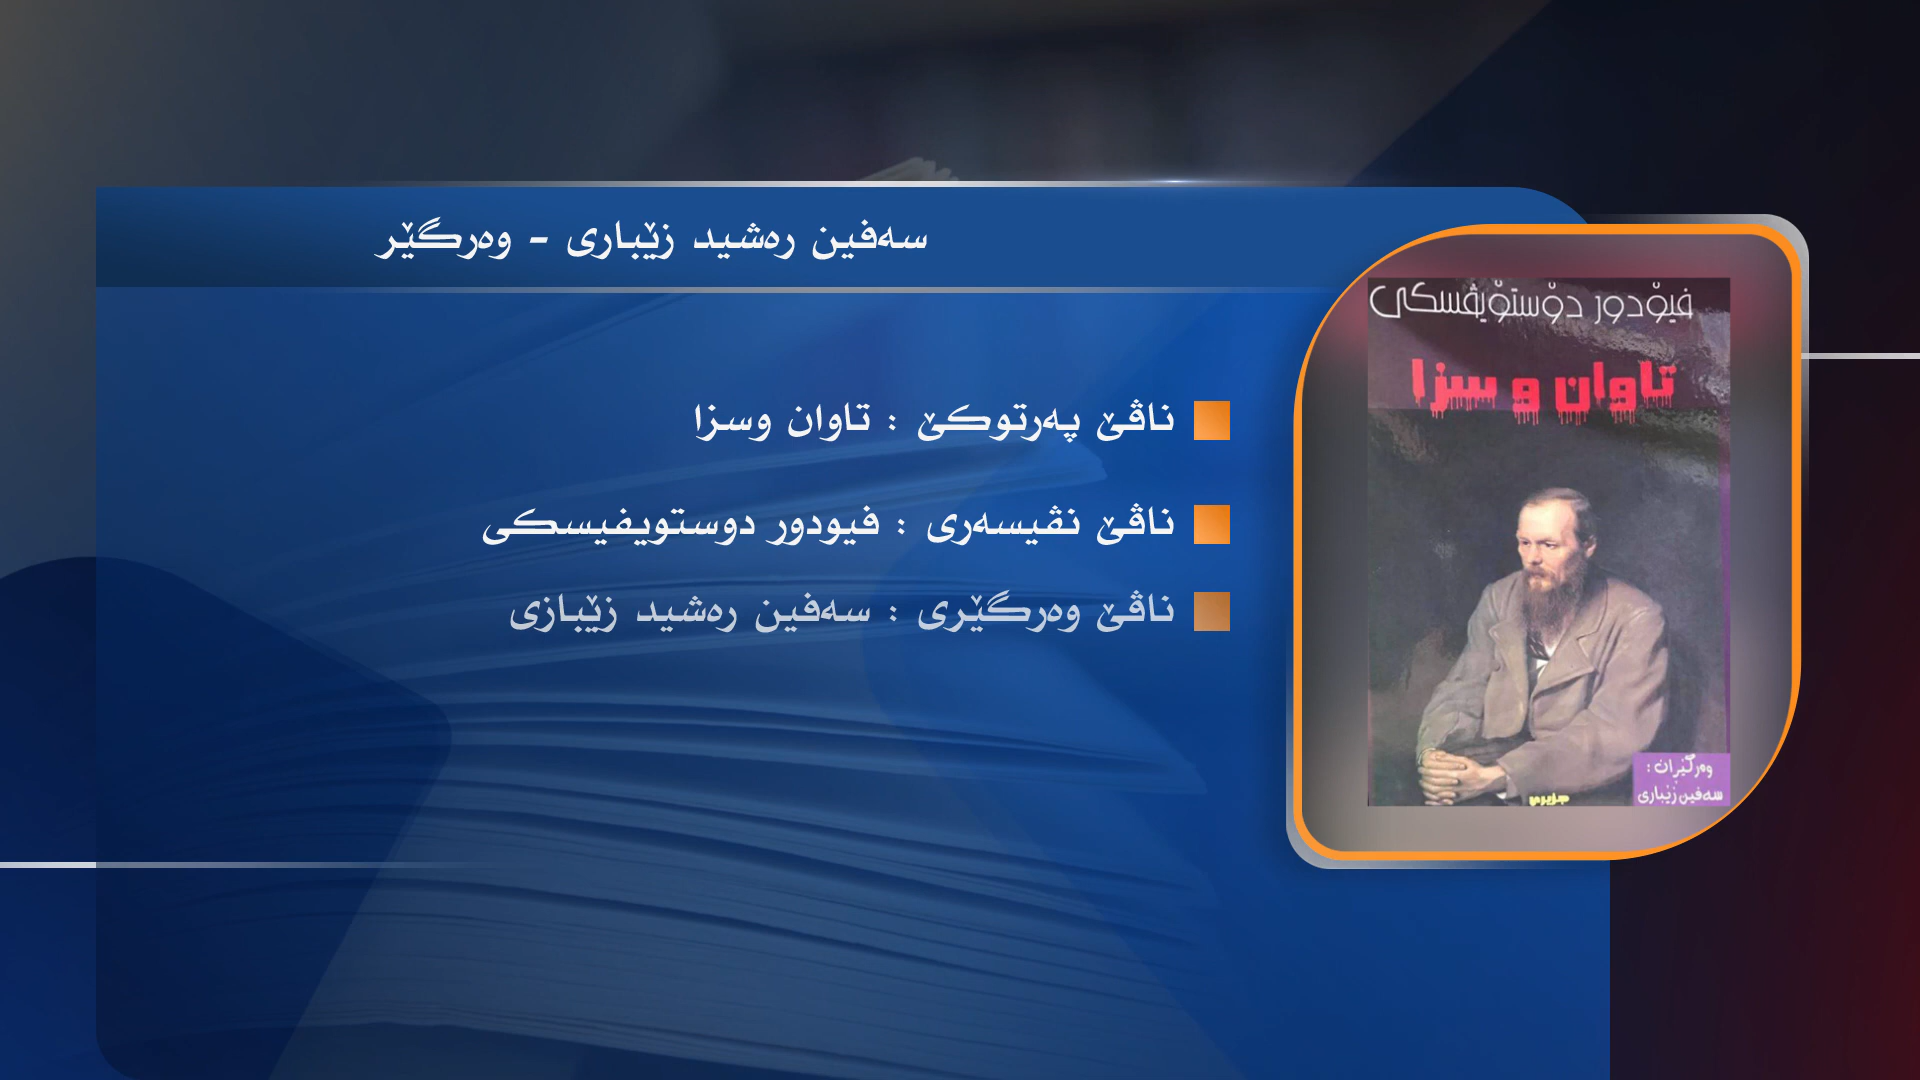 سەفین رەشید زێباری - وەرگێر
ناڤێ پەرتوکێ : تاوان وسزا
ناڤێ نڤیسەری : فیودور دوستویفیسکی
ناڤێ وەرگێری : سەفین رەشید زێبازی
فیۆدور دۆستۆیڤسکی
تاوان و سزا
وەرگێران :
سەفین زێباری
جزیری